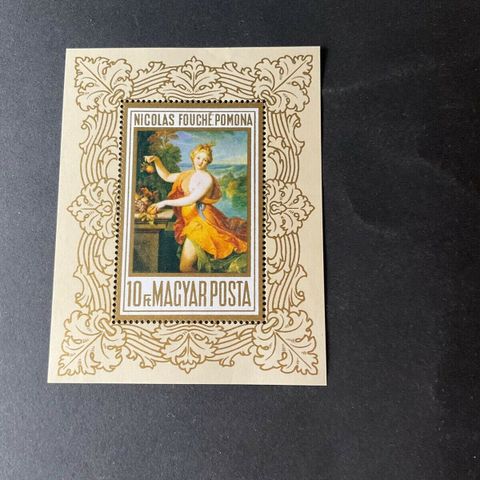 NICOLAS FOUCHÉ: POMONA
10 Ft MAGYAR POSTA